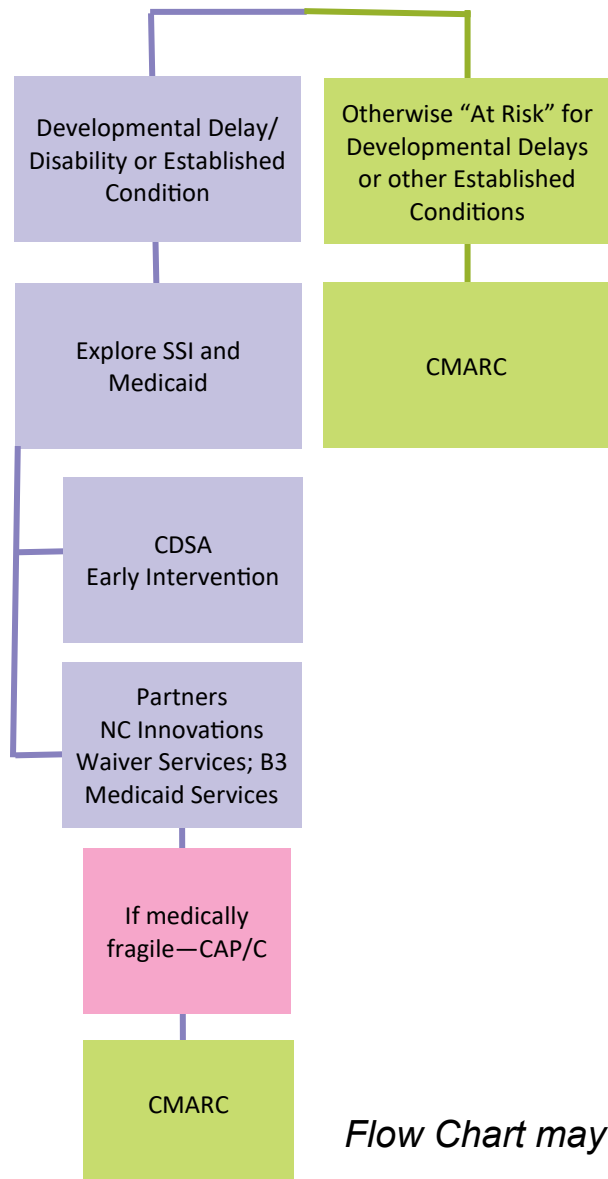 Developmental Delay/
Disability or Established
Condition
Otherwise “At Risk” for
Developmental Delays
or other Established
Conditions
Explore SSI and
Medicaid
CMARC
CDSA
Early Intervention
Partners
NC Innovations
Waiver Services; B3
Medicaid Services
If medically
fragile—CAP/C
CMARC
Flow Chart may